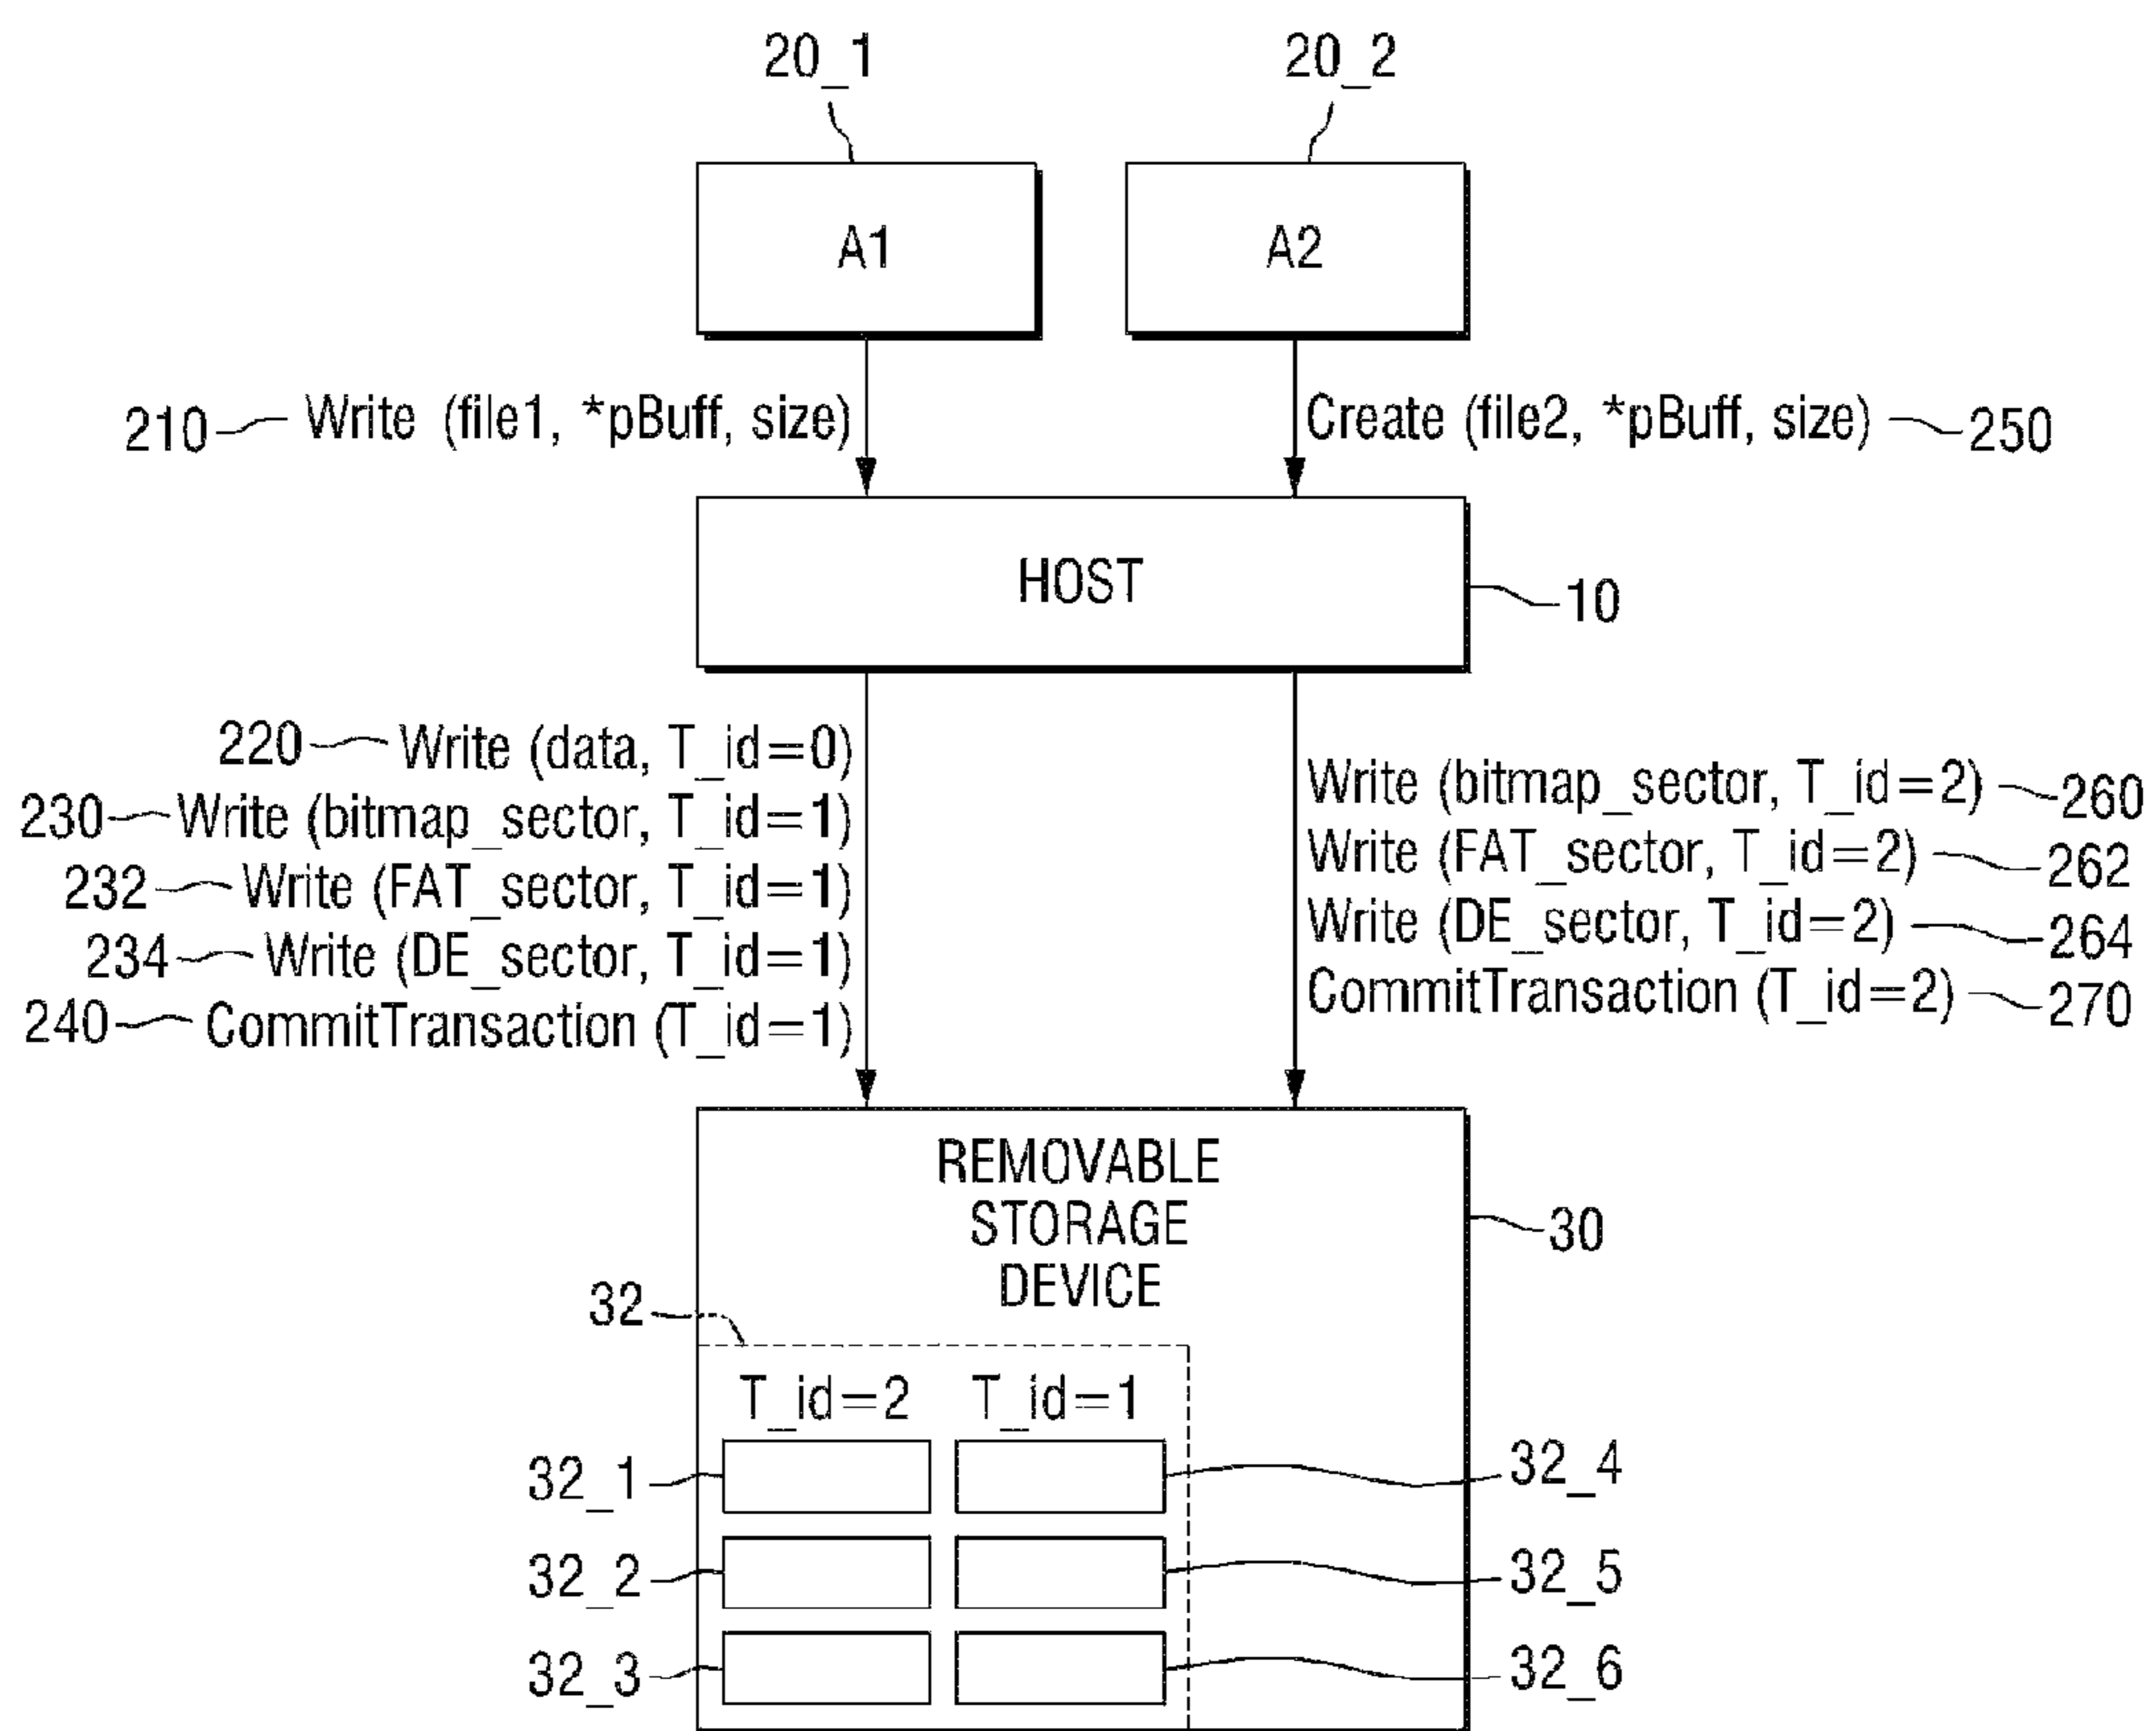 20_1 20_2
A1 A2
210 Write (file1, *pBuff, size) Create (file2, *pBuff, size) 250
HOST
10
220 Write (data, T_id=0)
230 Write (bitmap_sector, T_id=1)
232 Write (FAT_sector, T_id=1)
234 Write (DE_sector, T_id=1)
240 CommitTransaction (T_id=1)
Write (bitmap_sector, T_id=2) 260
Write (FAT_sector, T_id=2) 262
Write (DE_sector, T_id=2) 264
CommitTransaction (T_id=2) 270
REMOVABLE
STORAGE
DEVICE
30
32
T_id=2 T_id=1
32_1 32_4
32_2 32_5
32_3 32_6